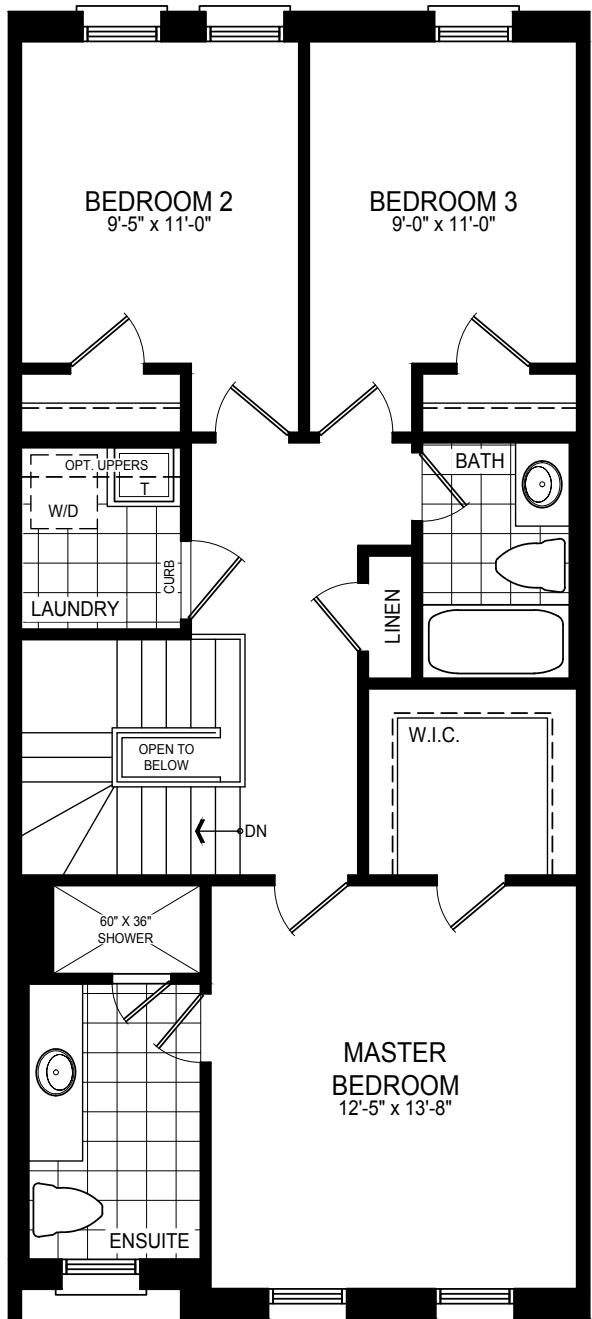 BEDROOM 2
9'-5" x 11'-0"
BEDROOM 3
9'-0" x 11'-0"
OPT. UPPERS
T
W/D
CURB
LAUNDRY
BATH
LINEN
W.I.C.
OPEN TO
BELOW
DN
60" X 36"
SHOWER
MASTER
BEDROOM
12'-5" x 13'-8"
ENSUITE